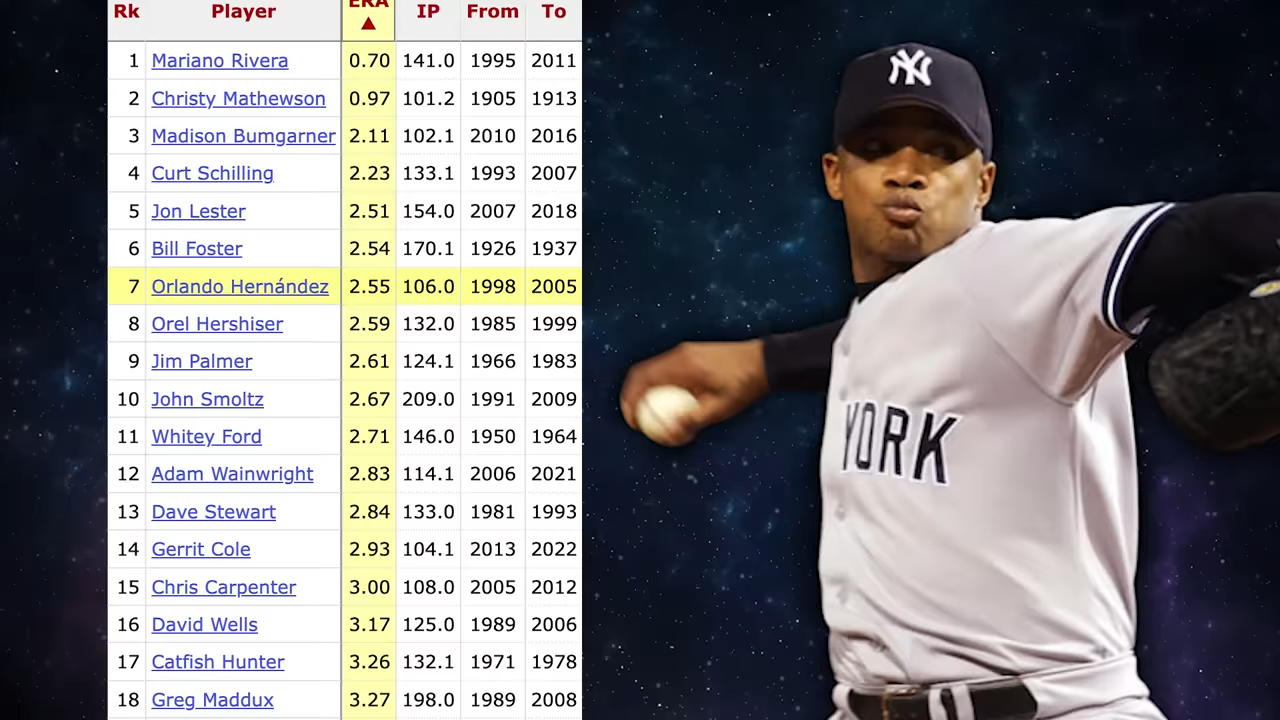 Rk Player ERA ▲ IP From To
1 Mariano Rivera 0.70 141.0 1995 2011
2 Christy Mathewson 0.97 101.2 1905 1913
3 Madison Bumgarner 2.11 102.1 2010 2016
4 Curt Schilling 2.23 133.1 1993 2007
5 Jon Lester 2.51 154.0 2007 2018
6 Bill Foster 2.54 170.1 1926 1937
7 Orlando Hernández 2.55 106.0 1998 2005
8 Orel Hershiser 2.59 132.0 1985 1999
9 Jim Palmer 2.61 124.1 1966 1983
10 John Smoltz 2.67 209.0 1991 2009
11 Whitey Ford 2.71 146.0 1950 1964
12 Adam Wainwright 2.83 114.1 2006 2021
13 Dave Stewart 2.84 133.0 1981 1993
14 Gerrit Cole 2.93 104.1 2013 2022
15 Chris Carpenter 3.00 108.0 2005 2012
16 David Wells 3.17 125.0 1989 2006
17 Catfish Hunter 3.26 132.1 1971 1978
18 Greg Maddux 3.27 198.0 1989 2008
NY
YORK